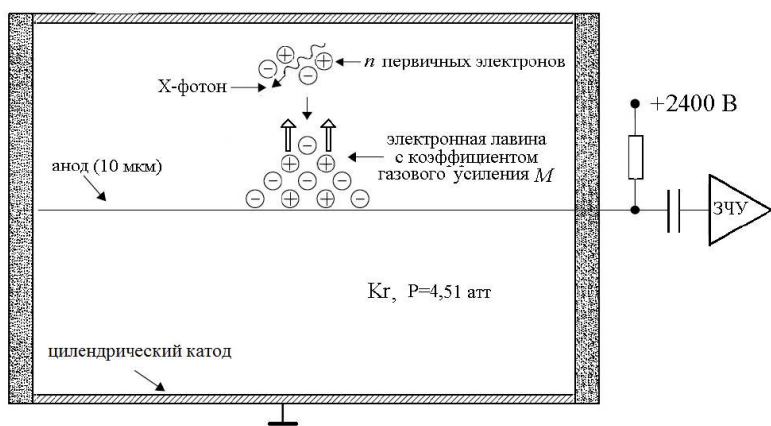 n первичных электронов
X-фотон
+2400 В
электронная лавина
с коэффициентом
газового усиления M
анод (10 мкм)
ЗЧУ
Kr, P=4,51 атт
цилендрический катод